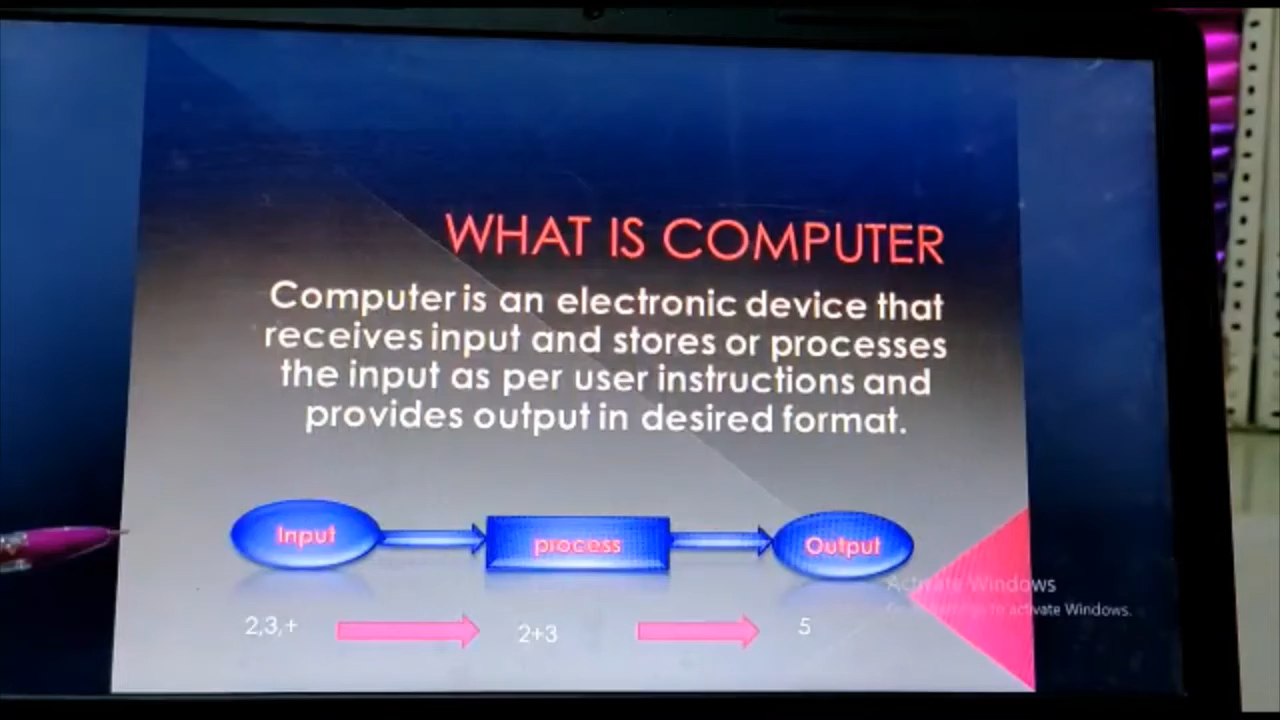 WHAT IS COMPUTER
Computer is an electronic device that
receives input and stores or processes
the input as per user instructions and
provides output in desired format.
Input process Output
2,3,+ 2+3 5
Activate Windows
to activate Windows.